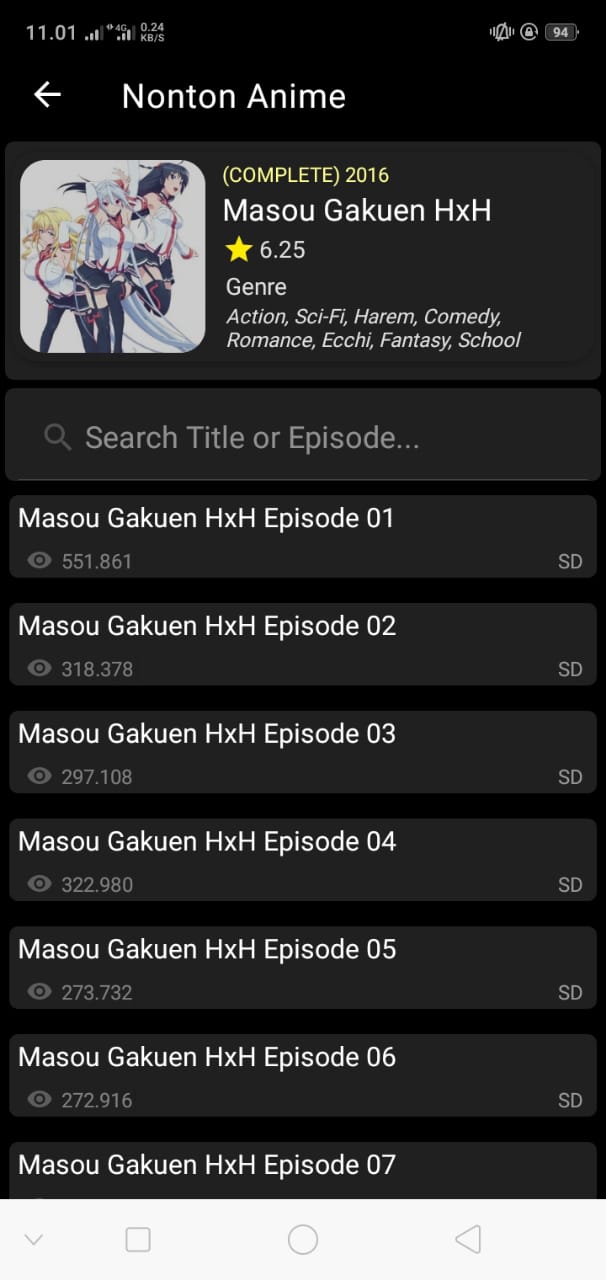 11.01 4G 0.24 94
KB/S
Nonton Anime
(COMPLETE) 2016
Masou Gakuen HxH
6.25
Genre
Action, Sci-Fi, Harem, Comedy,
Romance, Ecchi, Fantasy, School
Search Title or Episode...
Masou Gakuen HxH Episode 01
551.861 SD
Masou Gakuen HxH Episode 02
318.378 SD
Masou Gakuen HxH Episode 03
297.108 SD
Masou Gakuen HxH Episode 04
322.980 SD
Masou Gakuen HxH Episode 05
273.732 SD
Masou Gakuen HxH Episode 06
272.916 SD
Masou Gakuen HxH Episode 07